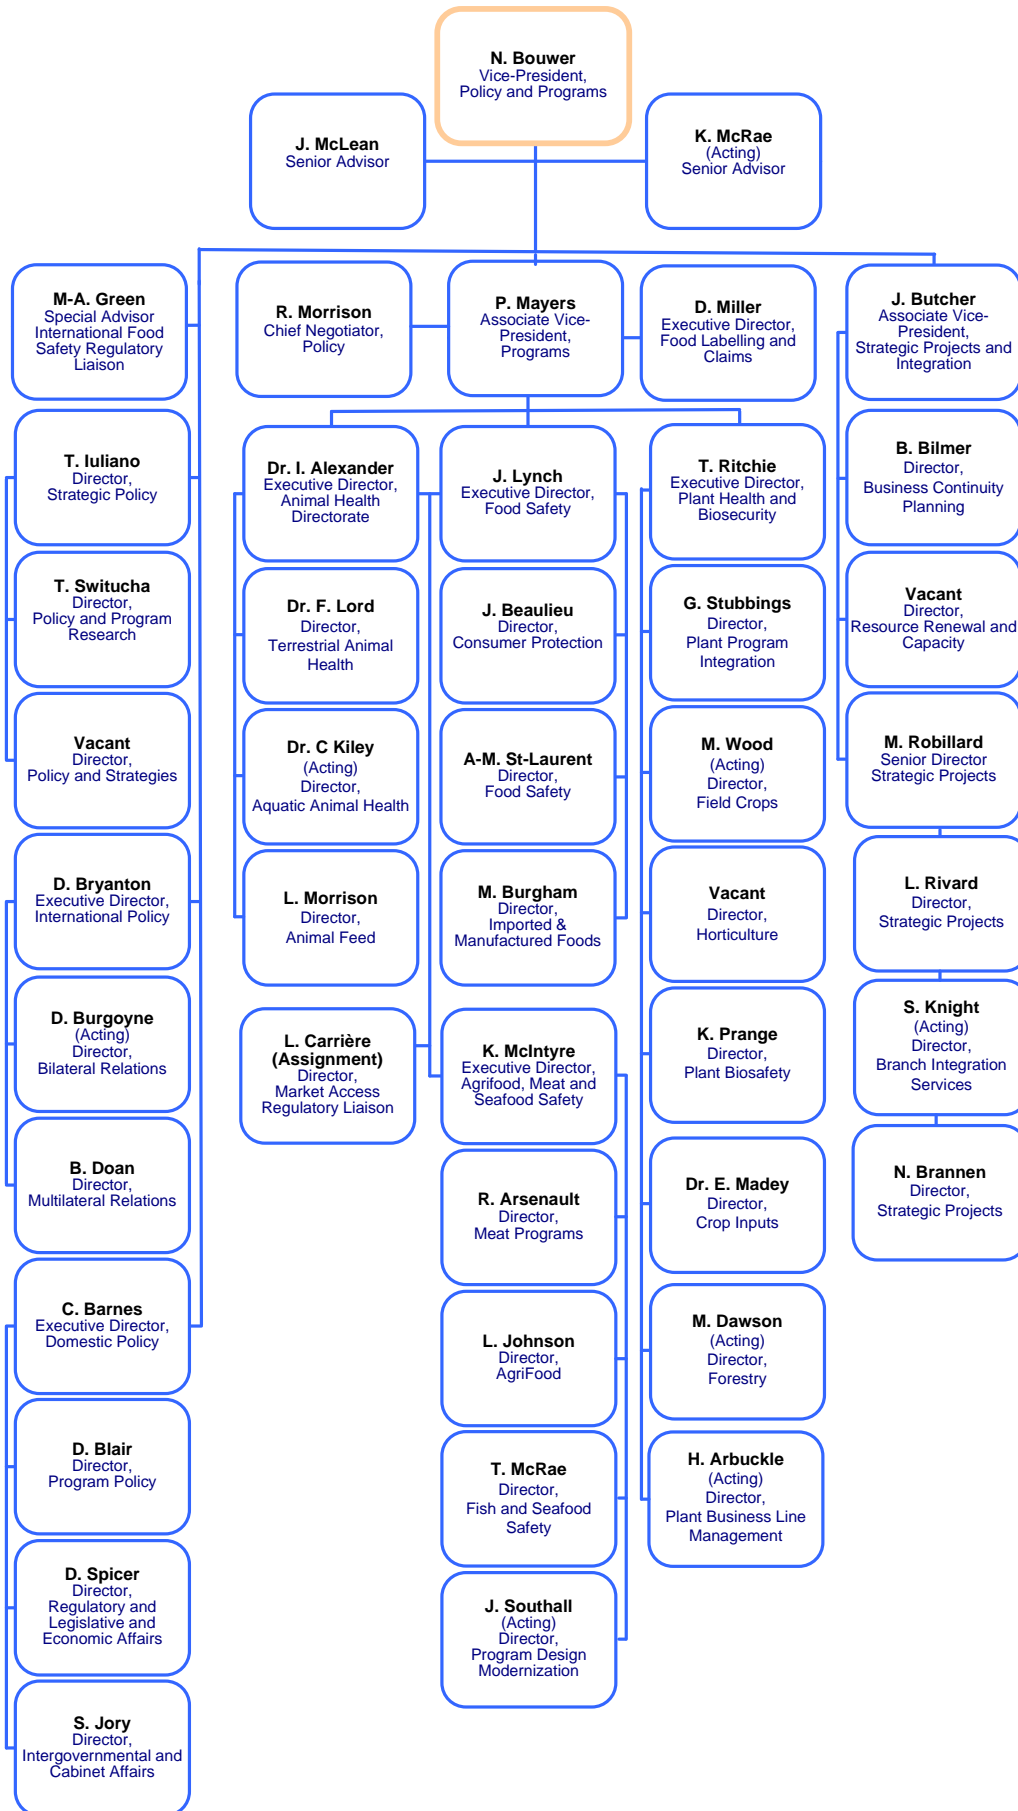 N. Bouwer
Vice-President,
Policy and Programs
J. McLean
Senior Advisor
K. McRae
(Acting)
Senior Advisor
M-A. Green
Special Advisor
International Food
Safety Regulatory
Liaison
R. Morrison
Chief Negotiator,
Policy
P. Mayers
Associate Vice-
President,
Programs
D. Miller
Executive Director,
Food Labelling and
Claims
J. Butcher
Associate Vice-
President,
Strategic Projects and
Integration
T. Iuliano
Director,
Strategic Policy
Dr. I. Alexander
Executive Director,
Animal Health
Directorate
J. Lynch
Executive Director,
Food Safety
T. Ritchie
Executive Director,
Plant Health and
Biosecurity
B. Bilmer
Director,
Business Continuity
Planning
T. Switucha
Director,
Policy and Program
Research
Dr. F. Lord
Director,
Terrestrial Animal
Health
J. Beaulieu
Director,
Consumer Protection
G. Stubbings
Director,
Plant Program
Integration
Vacant
Director,
Resource Renewal and
Capacity
Vacant
Director,
Policy and Strategies
Dr. C Kiley
(Acting)
Director,
Aquatic Animal Health
A-M. St-Laurent
Director,
Food Safety
M. Wood
(Acting)
Director,
Field Crops
M. Robillard
Senior Director
Strategic Projects
D. Bryanton
Executive Director,
International Policy
L. Morrison
Director,
Animal Feed
M. Burgham
Director,
Imported &
Manufactured Foods
Vacant
Director,
Horticulture
L. Rivard
Director,
Strategic Projects
D. Burgoyne
(Acting)
Director,
Bilateral Relations
L. Carrière
(Assignment)
Director,
Market Access
Regulatory Liaison
K. McIntyre
Executive Director,
Agrifood, Meat and
Seafood Safety
K. Prange
Director,
Plant Biosafety
S. Knight
(Acting)
Director,
Branch Integration
Services
B. Doan
Director,
Multilateral Relations
R. Arsenault
Director,
Meat Programs
Dr. E. Madey
Director,
Crop Inputs
N. Brannen
Director,
Strategic Projects
C. Barnes
Executive Director,
Domestic Policy
L. Johnson
Director,
AgriFood
M. Dawson
(Acting)
Director,
Forestry
D. Blair
Director,
Program Policy
T. McRae
Director,
Fish and Seafood
Safety
H. Arbuckle
(Acting)
Director,
Plant Business Line
Management
D. Spicer
Director,
Regulatory and
Legislative and
Economic Affairs
J. Southall
(Acting)
Director,
Program Design
Modernization
S. Jory
Director,
Intergovernmental and
Cabinet Affairs